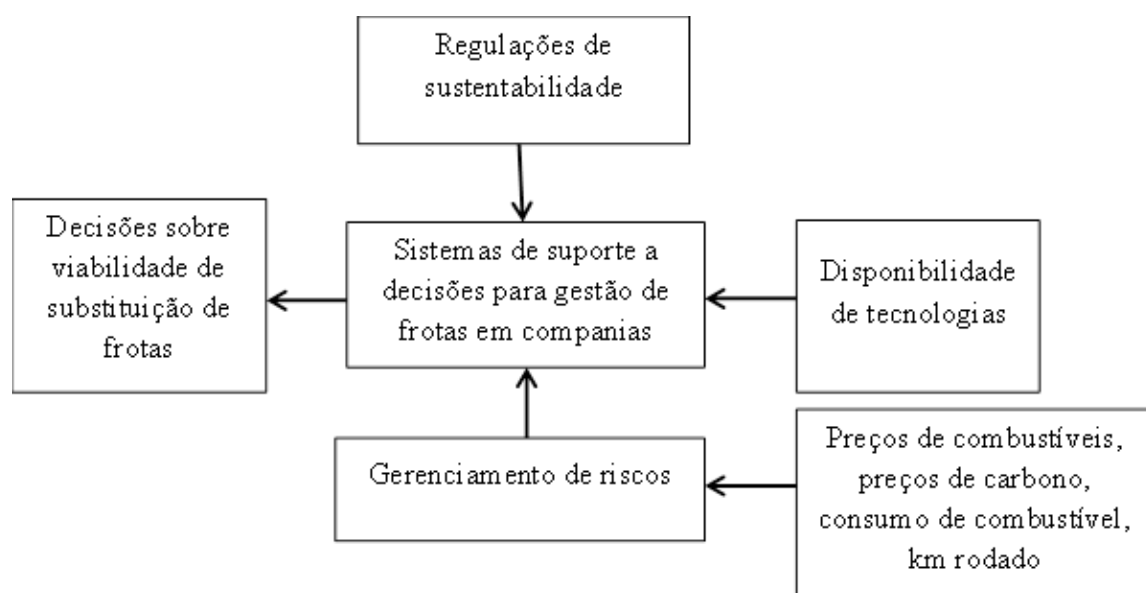 Regulações de
sustentabilidade
Decisões sobre
viabilidade de
substituição de
frotas
Sistemas de suporte a
decisões para gestão de
frotas em companias
Disponibilidade
de tecnologias
Gerenciamento de riscos
Preços de combustíveis,
preços de carbono,
consumo de combustível,
km rodado